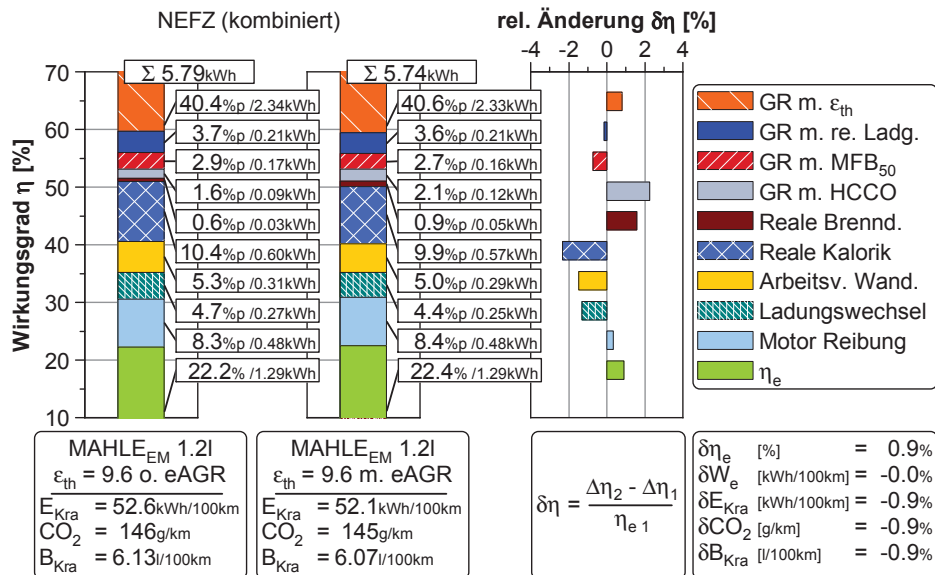 NEFZ (kombiniert)
rel. Änderung δη [%]
-4 -2 0 2 4
Wirkungsgrad η [%]
70
60
50
40
30
20
10
Σ 5.79kWh
40.4%p /2.34kWh
3.7%p /0.21kWh
2.9%p /0.17kWh
1.6%p /0.09kWh
0.6%p /0.03kWh
10.4%p /0.60kWh
5.3%p /0.31kWh
4.7%p /0.27kWh
8.3%p /0.48kWh
22.2% /1.29kWh
Σ 5.74kWh
40.6%p /2.33kWh
3.6%p /0.21kWh
2.7%p /0.16kWh
2.1%p /0.12kWh
0.9%p /0.05kWh
9.9%p /0.57kWh
5.0%p /0.29kWh
4.4%p /0.25kWh
8.4%p /0.48kWh
22.4% /1.29kWh
GR m. εth
GR m. re. Ladg.
GR m. MFB50
GR m. HCCO
Reale Brennd.
Reale Kalorik
Arbeitsv. Wand.
Ladungswechsel
Motor Reibung
ηe
MAHLEEM 1.2l
εth = 9.6 o. eAGR
EKra = 52.6kWh/100km
CO2 = 146g/km
BKra = 6.13l/100km
MAHLEEM 1.2l
εth = 9.6 m. eAGR
EKra = 52.1kWh/100km
CO2 = 145g/km
BKra = 6.07l/100km
δη = (Δη2 - Δη1) / ηe 1
δηe [%] = 0.9%
δWe [kWh/100km] = -0.0%
δEKra [kWh/100km] = -0.9%
δCO2 [g/km] = -0.9%
δBKra [l/100km] = -0.9%